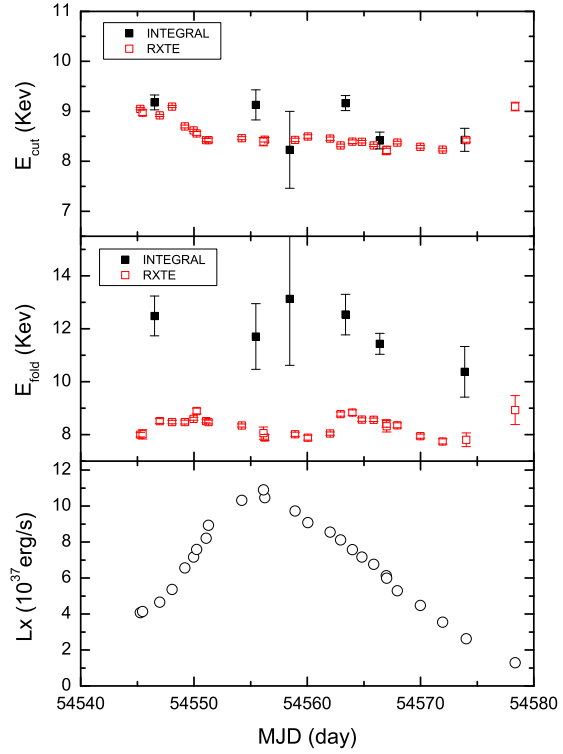 11
10
9
8
7
E_cut (Kev)
INTEGRAL
RXTE
14
12
10
8
E_fold (Kev)
INTEGRAL
RXTE
12
10
8
6
4
2
0
Lx (10^37 erg/s)
54540 54550 54560 54570 54580
MJD (day)